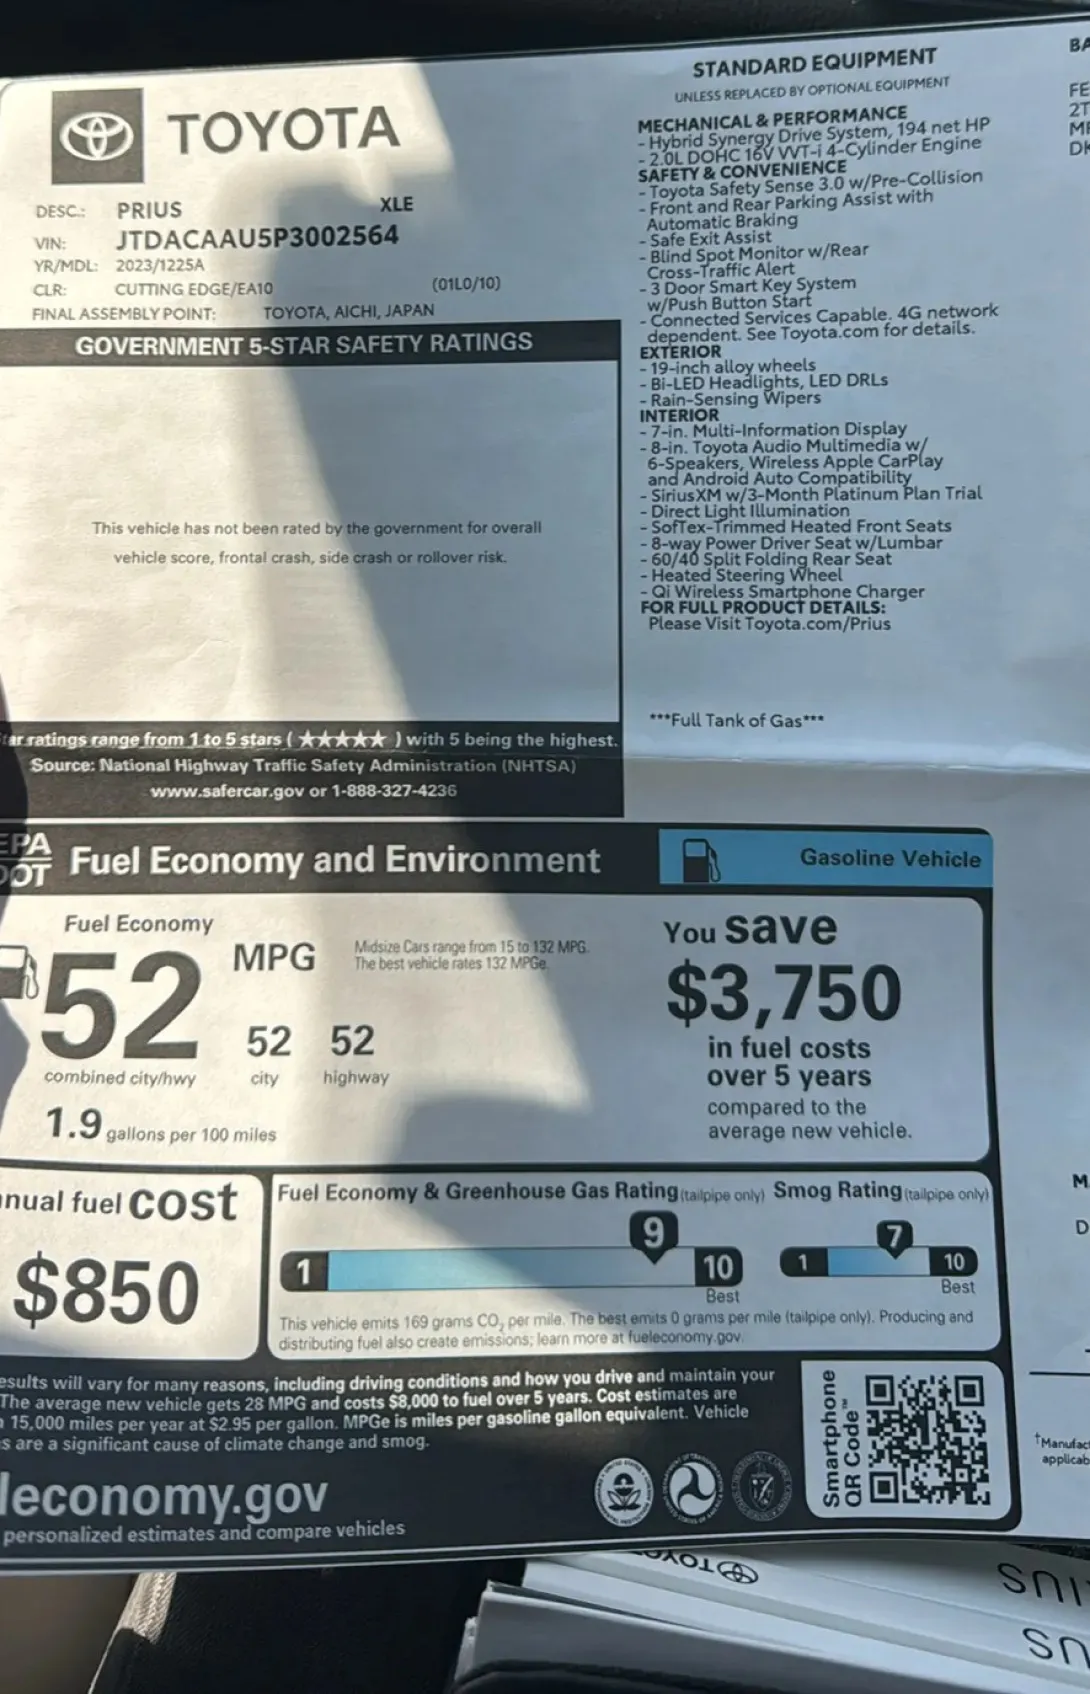 TOYOTA
DESC.: PRIUS XLE
VIN: JTDACAAU5P3002564
YR/MDL: 2023/1225A
CLR: CUTTING EDGE/EA10 (01L0/10)
FINAL ASSEMBLY POINT: TOYOTA, AICHI, JAPAN
GOVERNMENT 5-STAR SAFETY RATINGS
This vehicle has not been rated by the government for overall
vehicle score, frontal crash, side crash or rollover risk.
ar ratings range from 1 to 5 stars ( ★★★★★ ) with 5 being the highest.
Source: National Highway Traffic Safety Administration (NHTSA)
www.safercar.gov or 1-888-327-4236
STANDARD EQUIPMENT
UNLESS REPLACED BY OPTIONAL EQUIPMENT
MECHANICAL & PERFORMANCE
- Hybrid Synergy Drive System, 194 net HP
- 2.0L DOHC 16V VVT-i 4-Cylinder Engine
SAFETY & CONVENIENCE
- Toyota Safety Sense 3.0 w/Pre-Collision
- Front and Rear Parking Assist with
Automatic Braking
- Safe Exit Assist
- Blind Spot Monitor w/Rear
Cross-Traffic Alert
- 3 Door Smart Key System
w/Push Button Start
- Connected Services Capable. 4G network
dependent. See Toyota.com for details.
EXTERIOR
- 19-inch alloy wheels
- Bi-LED Headlights, LED DRLs
- Rain-Sensing Wipers
INTERIOR
- 7-in. Multi-Information Display
- 8-in. Toyota Audio Multimedia w/
6-Speakers, Wireless Apple CarPlay
and Android Auto Compatibility
- SiriusXM w/3-Month Platinum Plan Trial
- Direct Light Illumination
- SofTex-Trimmed Heated Front Seats
- 8-way Power Driver Seat w/Lumbar
- 60/40 Split Folding Rear Seat
- Heated Steering Wheel
- Qi Wireless Smartphone Charger
FOR FULL PRODUCT DETAILS:
Please Visit Toyota.com/Prius
***Full Tank of Gas***
BA
FE
2T
DK
EPA
DOT
Fuel Economy and Environment
Gasoline Vehicle
Fuel Economy
52 MPG
combined city/hwy
52 city
52 highway
1.9 gallons per 100 miles
Midsize Cars range from 15 to 132 MPG.
The best vehicle rates 132 MPGe.
You save
$3,750
in fuel costs
over 5 years
compared to the
average new vehicle.
nual fuel cost
$850
Fuel Economy & Greenhouse Gas Rating (tailpipe only)
1 9 10
Best
Smog Rating (tailpipe only)
1 7 10
Best
This vehicle emits 169 grams CO₂ per mile. The best emits 0 grams per mile (tailpipe only). Producing and
distributing fuel also create emissions; learn more at fueleconomy.gov.
esults will vary for many reasons, including driving conditions and how you drive and maintain your
The average new vehicle gets 28 MPG and costs $8,000 to fuel over 5 years. Cost estimates are
15,000 miles per year at $2.95 per gallon. MPGe is miles per gasoline gallon equivalent. Vehicle
s are a significant cause of climate change and smog.
leconomy.gov
personalized estimates and compare vehicles
Smartphone
QR Code™
M
D
†Manufac
applicab
TOYOT
IUS
US